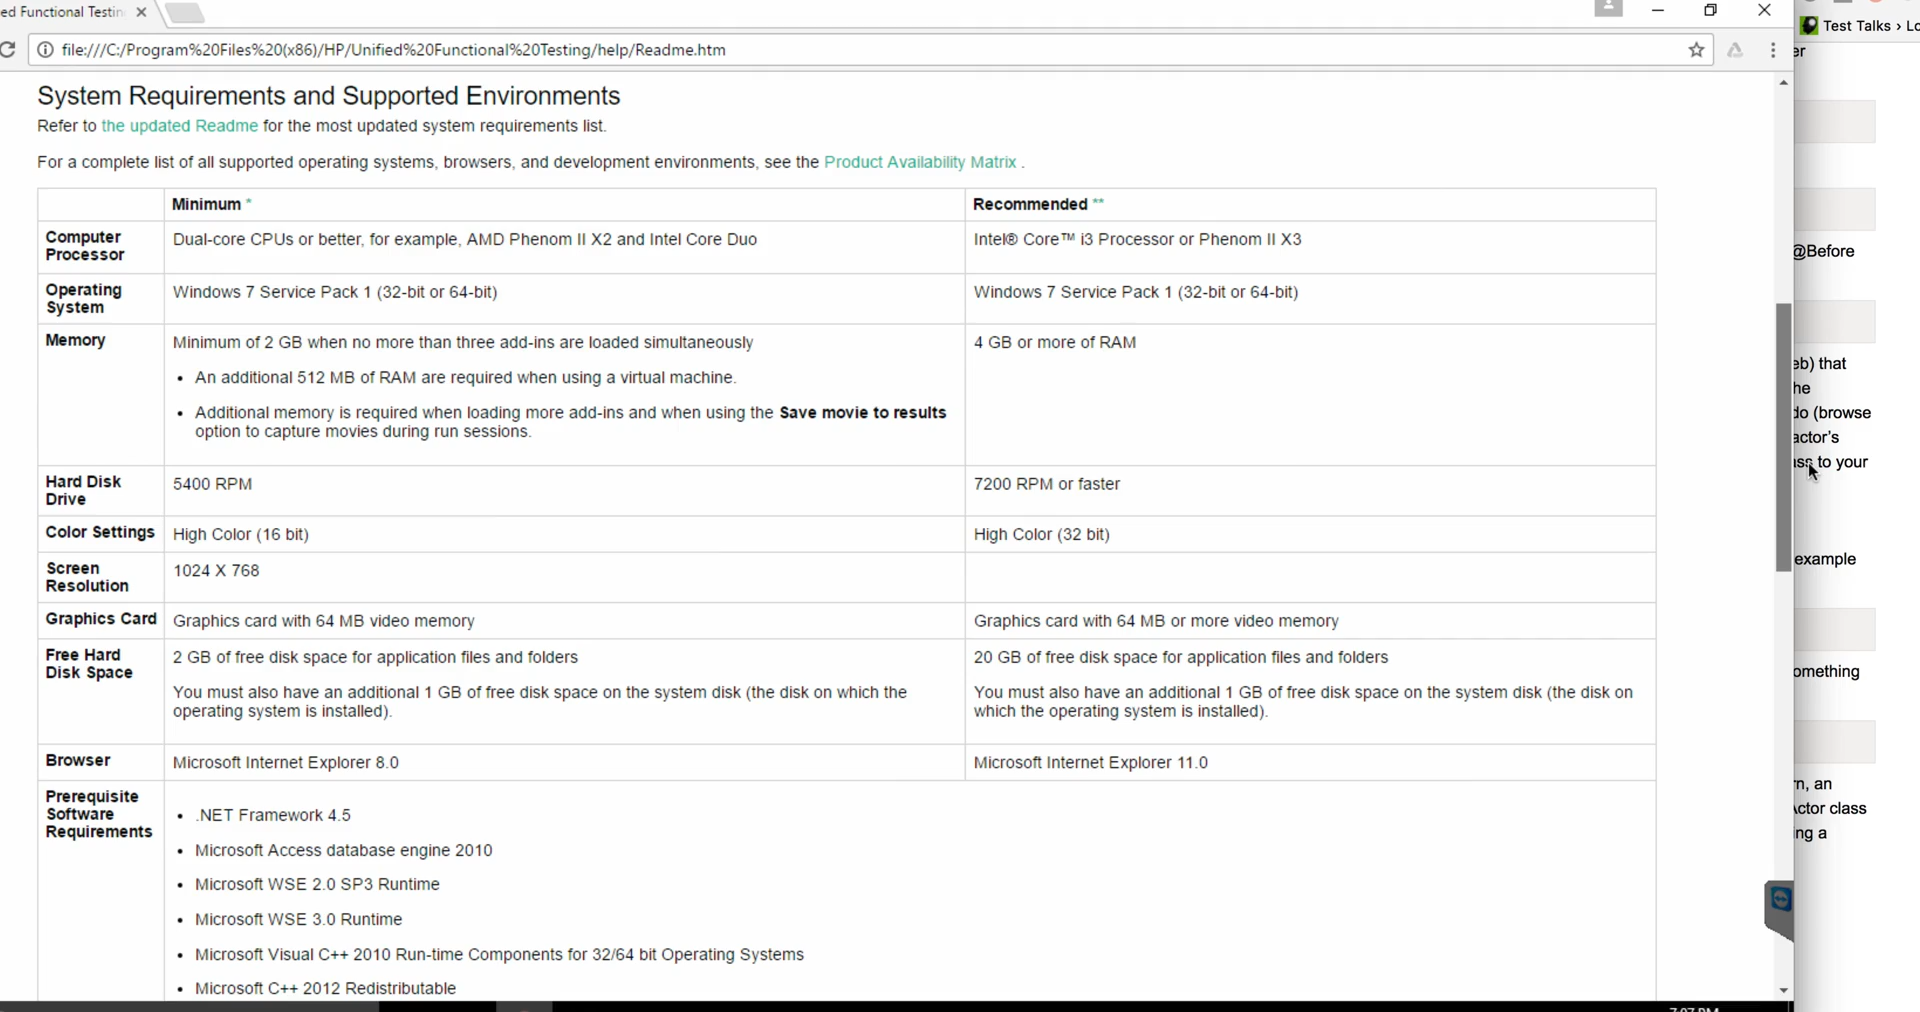 ed Functional Testin
Test Talks › Lo
file:///C:/Program%20Files%20(x86)/HP/Unified%20Functional%20Testing/help/Readme.htm
er
System Requirements and Supported Environments
Refer to the updated Readme for the most updated system requirements list.
For a complete list of all supported operating systems, browsers, and development environments, see the Product Availability Matrix .
Minimum *
Recommended **
Computer
Processor
Dual-core CPUs or better, for example, AMD Phenom II X2 and Intel Core Duo
Intel® Core™ i3 Processor or Phenom II X3
Operating
System
Windows 7 Service Pack 1 (32-bit or 64-bit)
Windows 7 Service Pack 1 (32-bit or 64-bit)
Memory
Minimum of 2 GB when no more than three add-ins are loaded simultaneously
• An additional 512 MB of RAM are required when using a virtual machine.
• Additional memory is required when loading more add-ins and when using the Save movie to results
option to capture movies during run sessions.
4 GB or more of RAM
Hard Disk
Drive
5400 RPM
7200 RPM or faster
Color Settings
High Color (16 bit)
High Color (32 bit)
Screen
Resolution
1024 X 768
Graphics Card
Graphics card with 64 MB video memory
Graphics card with 64 MB or more video memory
Free Hard
Disk Space
2 GB of free disk space for application files and folders
You must also have an additional 1 GB of free disk space on the system disk (the disk on which the
operating system is installed).
20 GB of free disk space for application files and folders
You must also have an additional 1 GB of free disk space on the system disk (the disk on
which the operating system is installed).
Browser
Microsoft Internet Explorer 8.0
Microsoft Internet Explorer 11.0
Prerequisite
Software
Requirements
• .NET Framework 4.5
• Microsoft Access database engine 2010
• Microsoft WSE 2.0 SP3 Runtime
• Microsoft WSE 3.0 Runtime
• Microsoft Visual C++ 2010 Run-time Components for 32/64 bit Operating Systems
• Microsoft C++ 2012 Redistributable
@Before
eb) that
he
do (browse
actor's
to your
example
omething
rn, an
Actor class
ing a